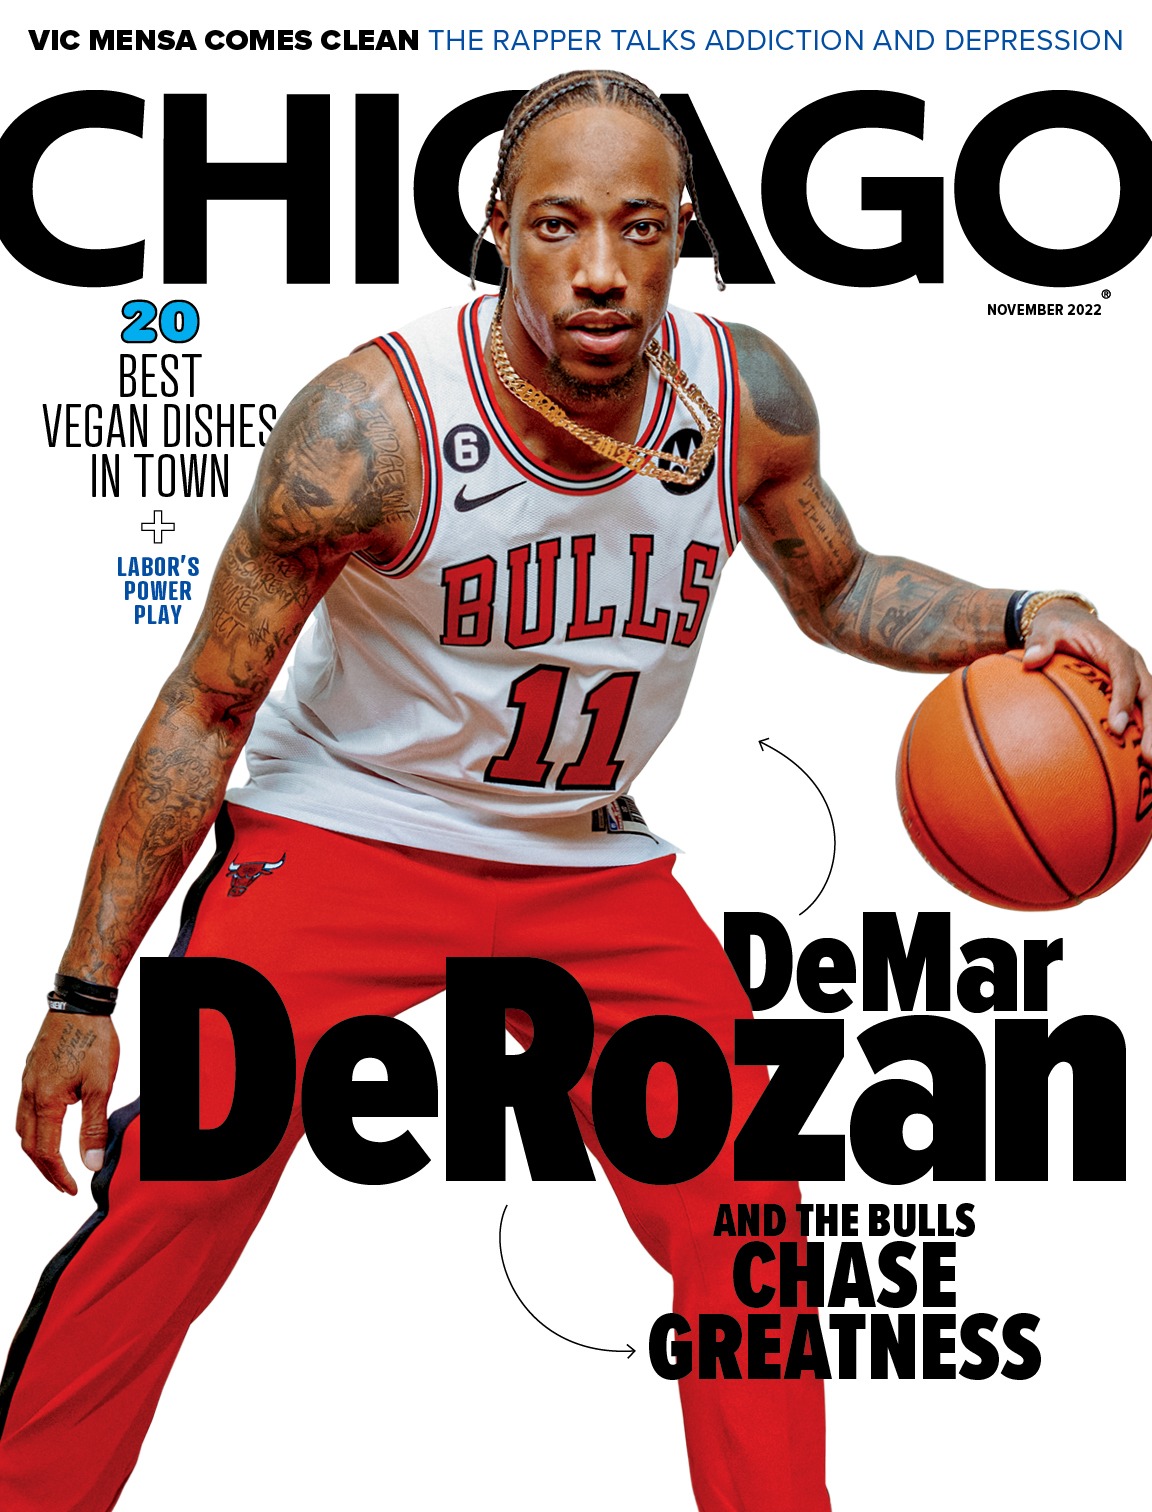 VIC MENSA COMES CLEAN THE RAPPER TALKS ADDICTION AND DEPRESSION
CHICAGO
®
NOVEMBER 2022
20
BEST
VEGAN DISHES
IN TOWN
+
LABOR'S
POWER
PLAY
6
BULLS
11
DeMar
DeRozan
AND THE BULLS
CHASE
GREATNESS